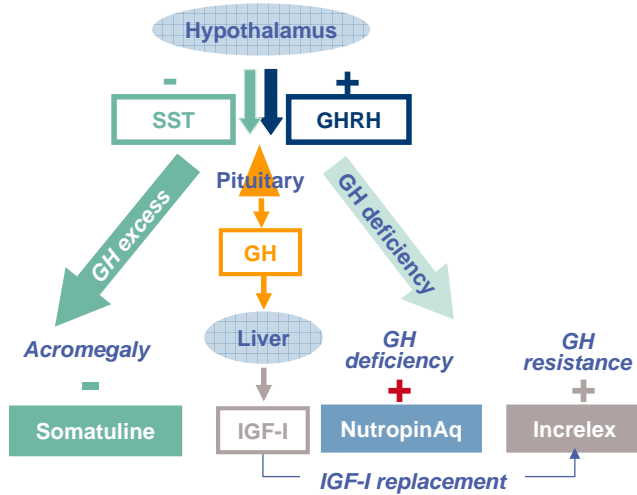 Hypothalamus
-
+
SST
GHRH
Pituitary
GH excess
GH deficiency
GH
Liver
Acromegaly
GH
deficiency
GH
resistance
-
+
+
Somatuline
IGF-I
NutropinAq
Increlex
IGF-I replacement